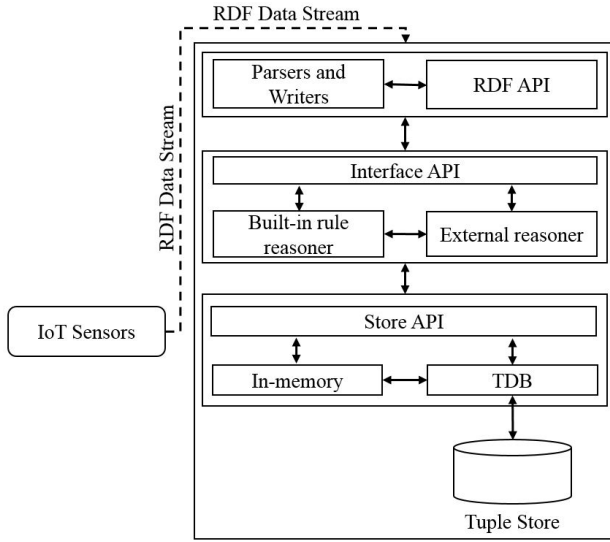 RDF Data Stream
RDF Data Stream
Parsers and
Writers
RDF API
Interface API
Built-in rule
reasoner
External reasoner
IoT Sensors
Store API
In-memory
TDB
Tuple Store